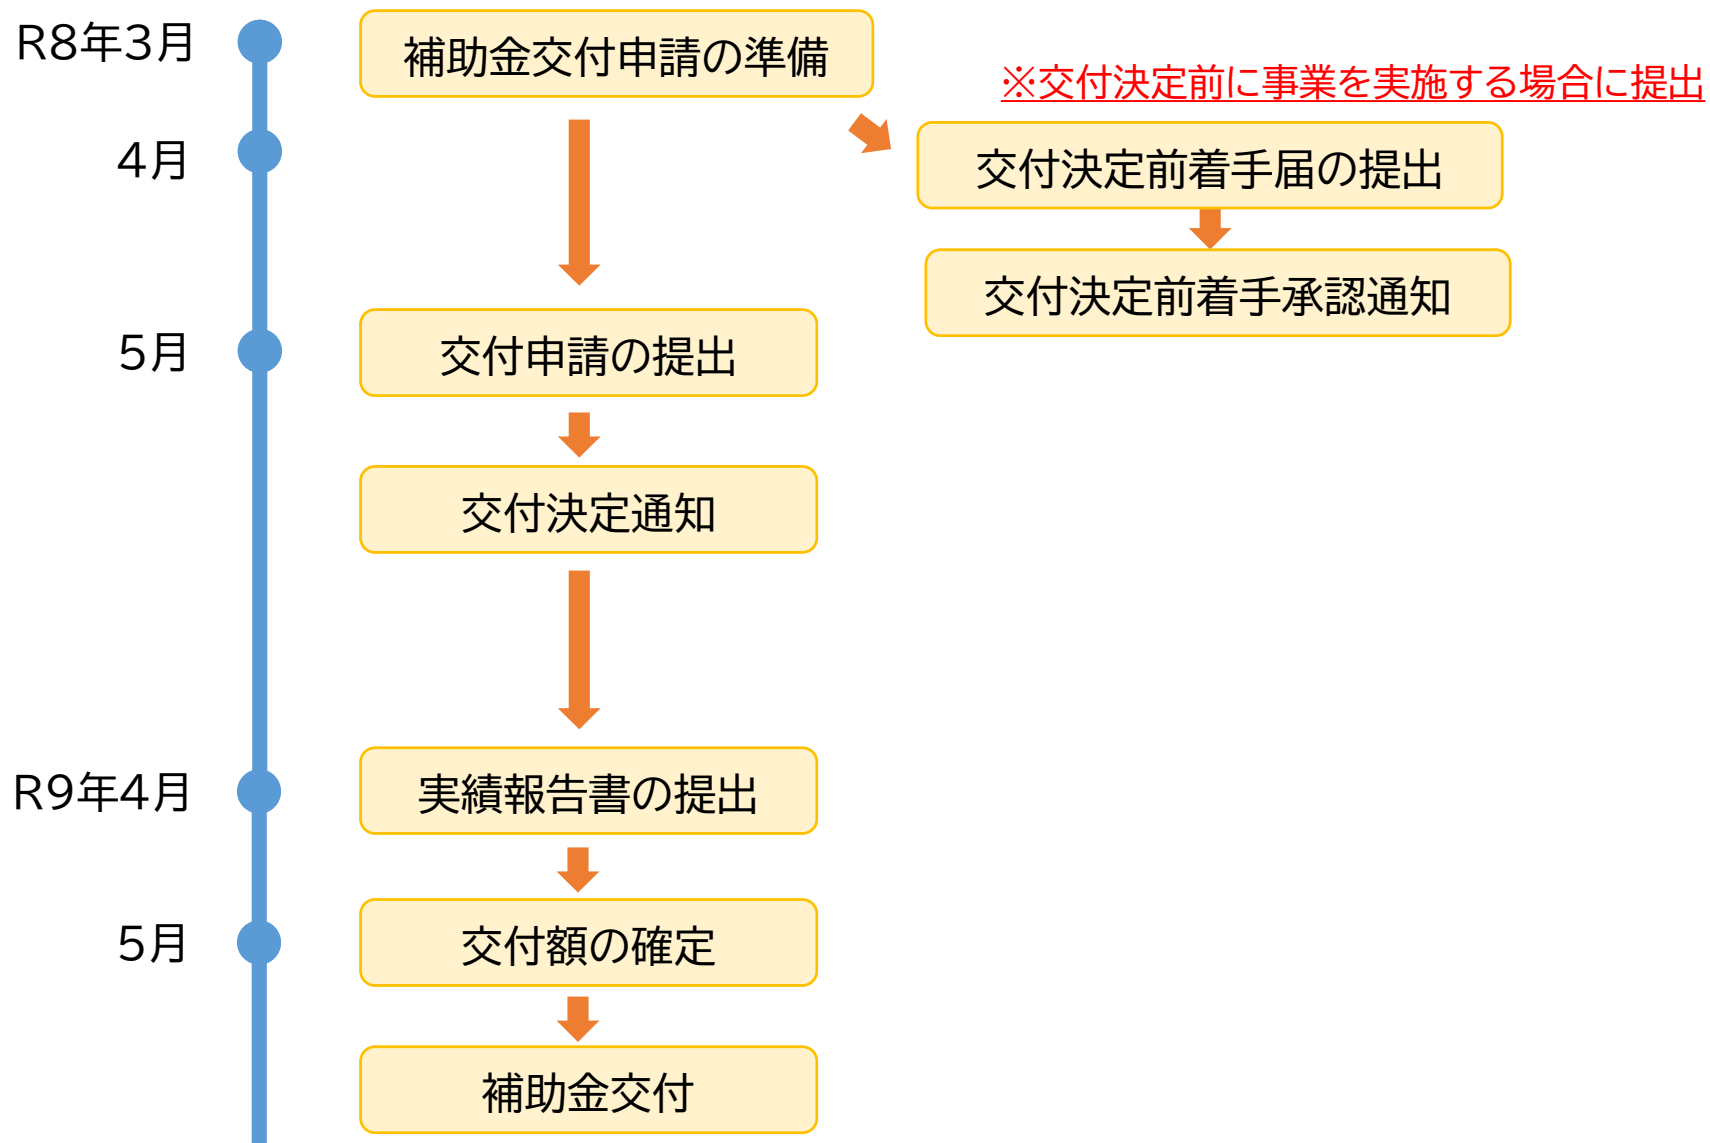 R8年３月
補助金交付申請の準備
※交付決定前に事業を実施する場合に提出
４月
交付決定前着手届の提出
交付決定前着手承認通知
５月
交付申請の提出
交付決定通知
R９年４月
実績報告書の提出
５月
交付額の確定
補助金交付